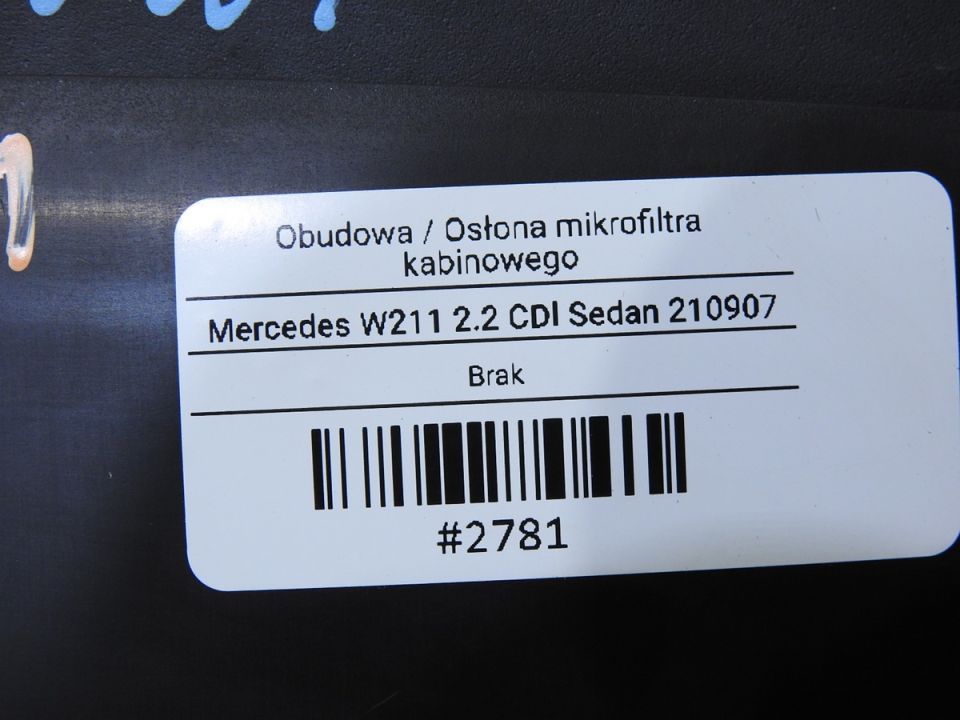 Obudowa / Osłona mikrofiltra
kabinowego
Mercedes W211 2.2 CDI Sedan 210907
Brak
#2781